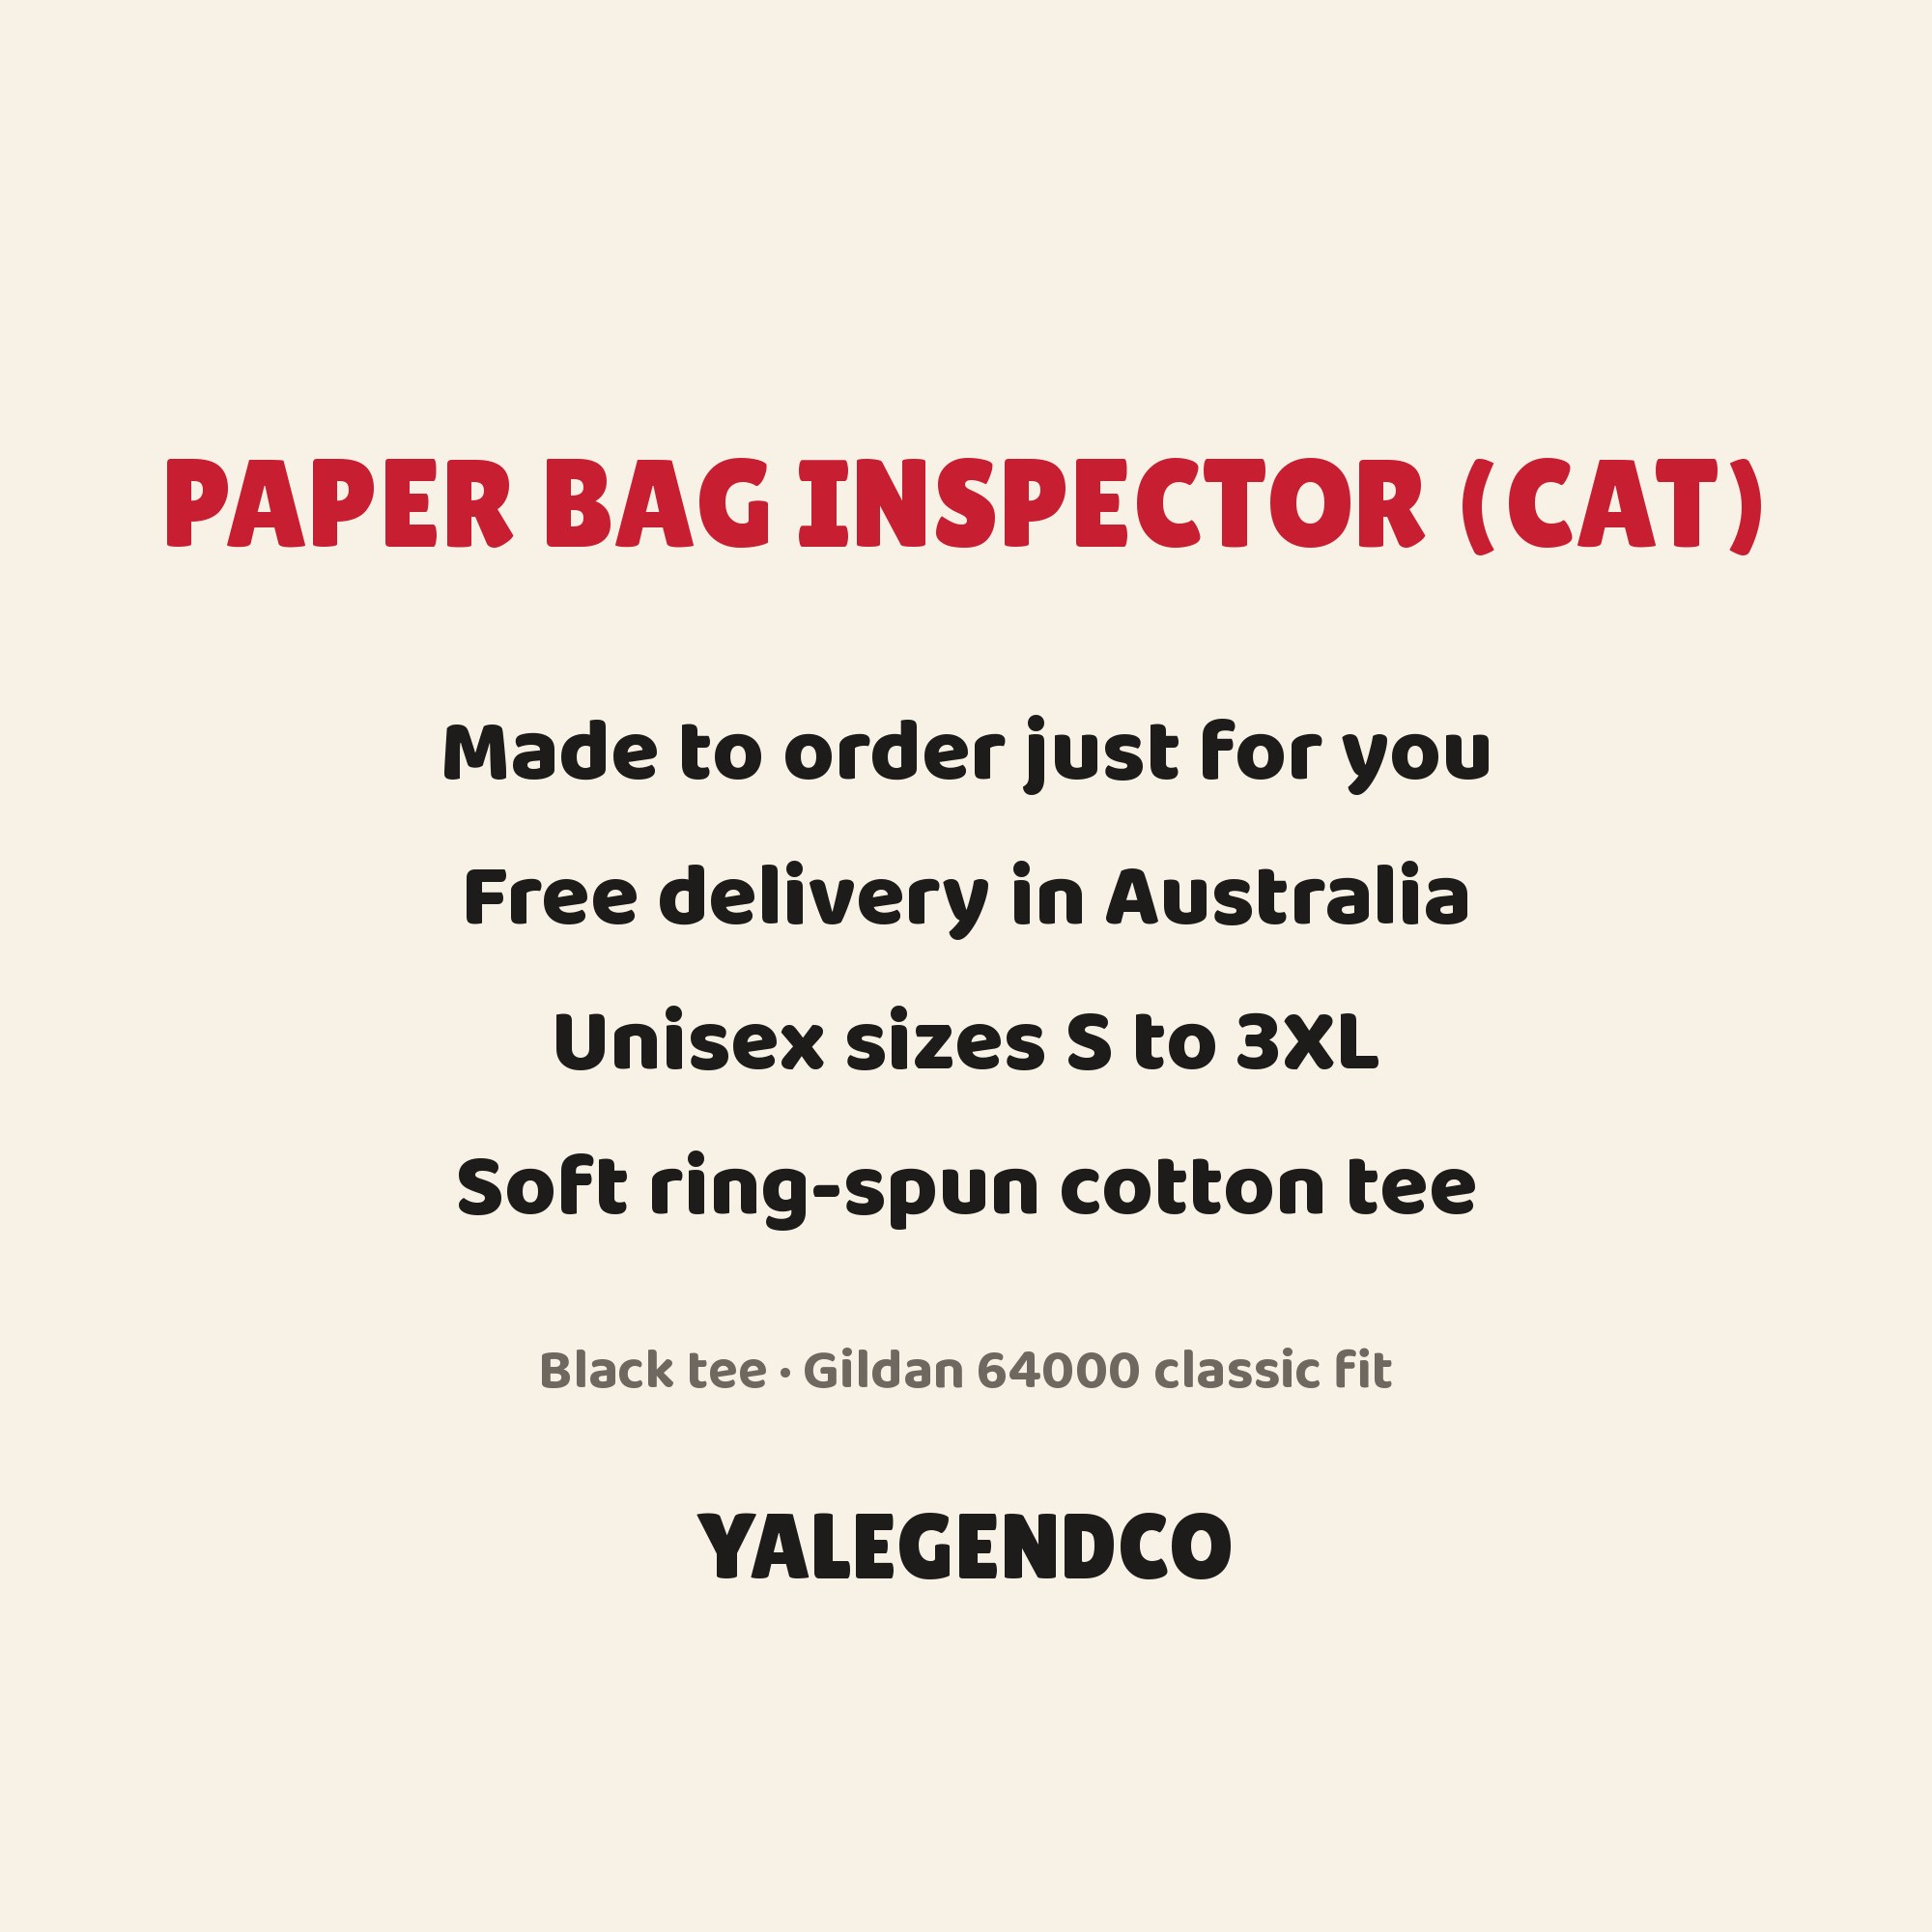 PAPER BAG INSPECTOR (CAT)
Made to order just for you
Free delivery in Australia
Unisex sizes S to 3XL
Soft ring-spun cotton tee
Black tee · Gildan 64000 classic fit
YALEGENDCO